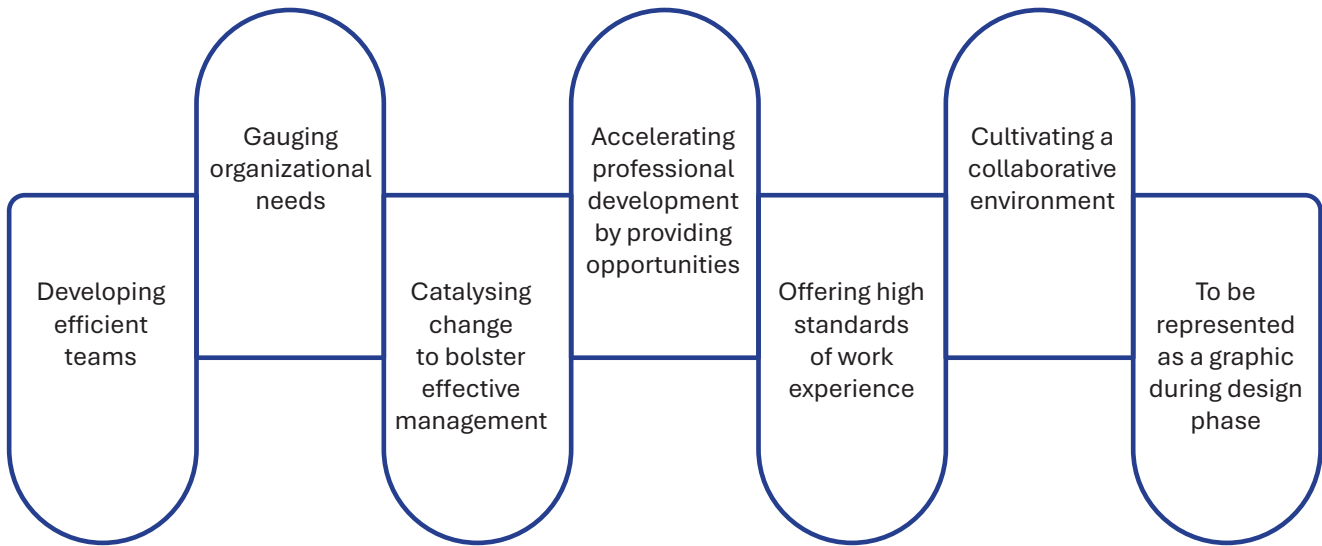 Developing
efficient
teams
Gauging
organizational
needs
Catalysing
change
to bolster
effective
management
Accelerating
professional
development
by providing
opportunities
Offering high
standards
of work
experience
Cultivating a
collaborative
environment
To be
represented
as a graphic
during design
phase